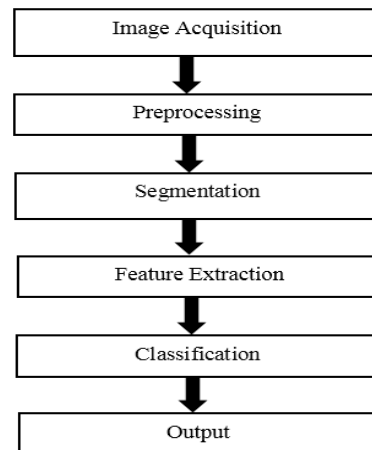 Image Acquisition
Preprocessing
Segmentation
Feature Extraction
Classification
Output